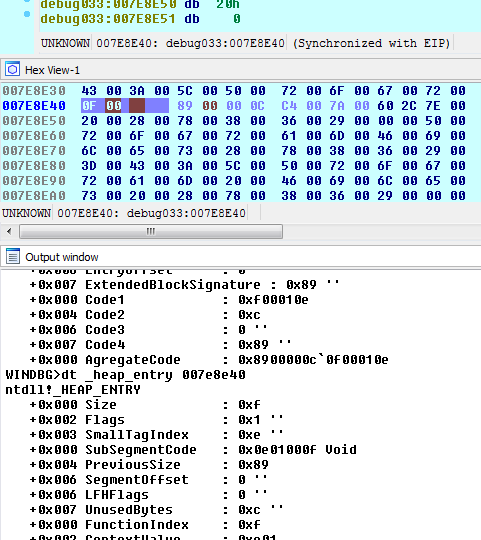 debug033:007E8E50 db 20h
debug033:007E8E51 db 0
UNKNOWN 007E8E40: debug033:007E8E40 (Synchronized with EIP)
Hex View-1
007E8E30 43 00 3A 00 5C 00 50 00 72 00 6F 00 67 00 72 00
007E8E40 0F 00 89 00 00 0C C4 00 7A 00 60 2C 7E 00
007E8E50 20 00 28 00 78 00 38 00 36 00 29 00 00 00 50 00
007E8E60 72 00 6F 00 67 00 72 00 61 00 6D 00 46 00 69 00
007E8E70 6C 00 65 00 73 00 28 00 78 00 38 00 36 00 29 00
007E8E80 3D 00 43 00 3A 00 5C 00 50 00 72 00 6F 00 67 00
007E8E90 72 00 61 00 6D 00 20 00 46 00 69 00 6C 00 65 00
007E8EA0 73 00 20 00 28 00 78 00 38 00 36 00 29 00 00 00
UNKNOWN 007E8E40: debug033:007E8E40
Output window
+0x006 EntryOffset : 0 ''
+0x007 ExtendedBlockSignature : 0x89 ''
+0x000 Code1 : 0xf00010e
+0x004 Code2 : 0xc
+0x006 Code3 : 0 ''
+0x007 Code4 : 0x89 ''
+0x000 AgregateCode : 0x8900000c`0f00010e
WINDBG>dt _heap_entry 007e8e40
ntdll!_HEAP_ENTRY
+0x000 Size : 0xf
+0x002 Flags : 0x1 ''
+0x003 SmallTagIndex : 0xe ''
+0x000 SubSegmentCode : 0x0e01000f Void
+0x004 PreviousSize : 0x89
+0x006 SegmentOffset : 0 ''
+0x006 LFHFlags : 0 ''
+0x007 UnusedBytes : 0xc ''
+0x000 FunctionIndex : 0xf
+0x002 ContextValue : 0xe01